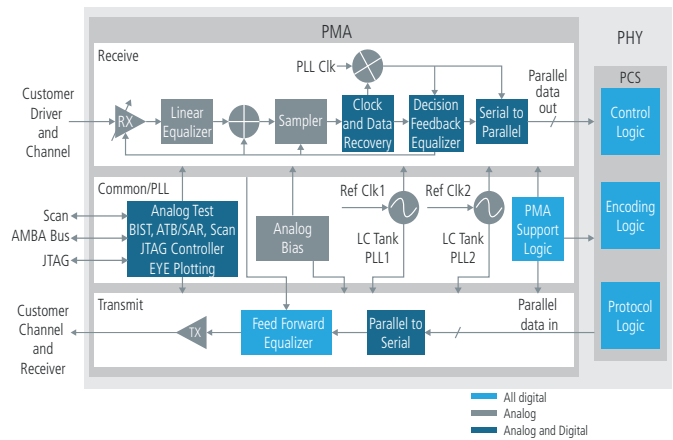 PMA
PHY
Receive
PLL Clk
Parallel
data
out
PCS
Customer
Driver
and
Channel
RX
Linear
Equalizer
Sampler
Clock
and Data
Recovery
Decision
Feedback
Equalizer
Serial to
Parallel
Control
Logic
Common/PLL
Scan
AMBA Bus
JTAG
Analog Test
BIST, ATB/SAR, Scan
JTAG Controller
EYE Plotting
Analog
Bias
Ref Clk1
LC Tank
PLL1
Ref Clk2
LC Tank
PLL2
PMA
Support
Logic
Encoding
Logic
Transmit
Customer
Channel
and
Receiver
TX
Feed Forward
Equalizer
Parallel to
Serial
Parallel
data in
Protocol
Logic
All digital
Analog
Analog and Digital